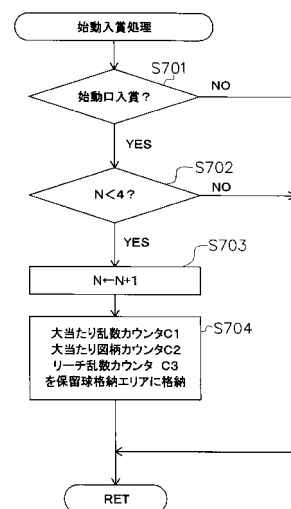 始動入賞処理
S701
始動口入賞?
NO
YES
S702
N<4?
NO
YES
S703
N←N+1
S704
大当たり乱数カウンタC1
大当たり図柄カウンタC2
リーチ乱数カウンタ C3
を保留球格納エリアに格納
RET